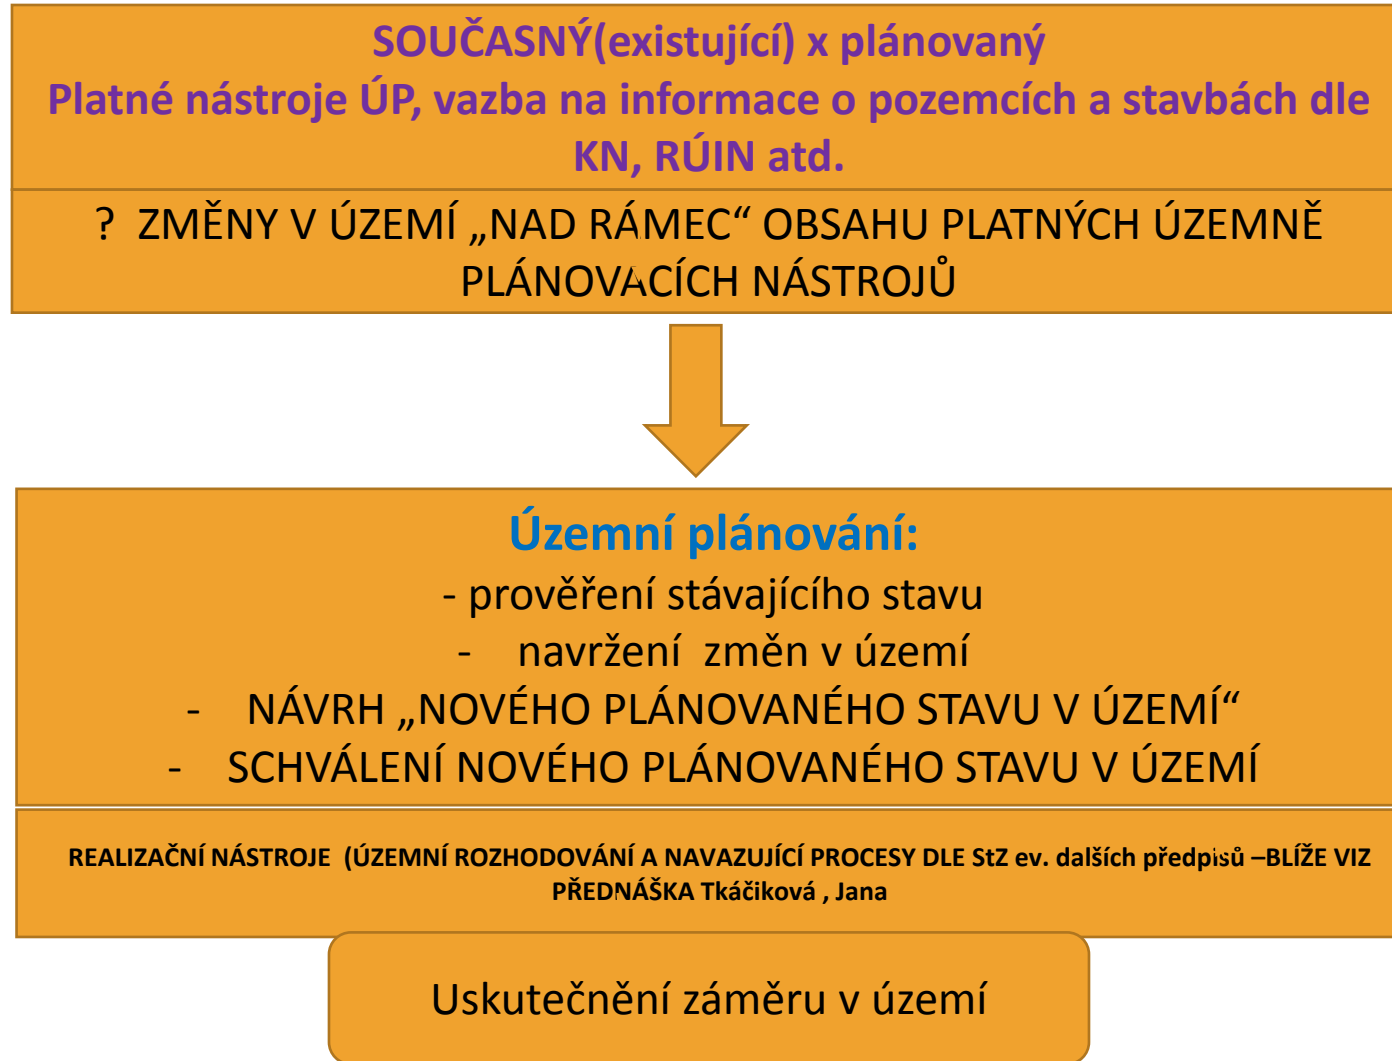 SOUČASNÝ(existující) x plánovaný
Platné nástroje ÚP, vazba na informace o pozemcích a stavbách dle
KN, RÚIN atd.
? ZMĚNY V ÚZEMÍ „NAD RÁMEC“ OBSAHU PLATNÝCH ÚZEMNĚ
PLÁNOVACÍCH NÁSTROJŮ
Územní plánování:
- prověření stávajícího stavu
- navržení změn v území
- NÁVRH „NOVÉHO PLÁNOVANÉHO STAVU V ÚZEMÍ“
- SCHVÁLENÍ NOVÉHO PLÁNOVANÉHO STAVU V ÚZEMÍ
REALIZAČNÍ NÁSTROJE (ÚZEMNÍ ROZHODOVÁNÍ A NAVAZUJÍCÍ PROCESY DLE StZ ev. dalších předpisů –BLÍŽE VIZ
PŘEDNÁŠKA Tkáčiková , Jana
Uskutečnění záměru v území